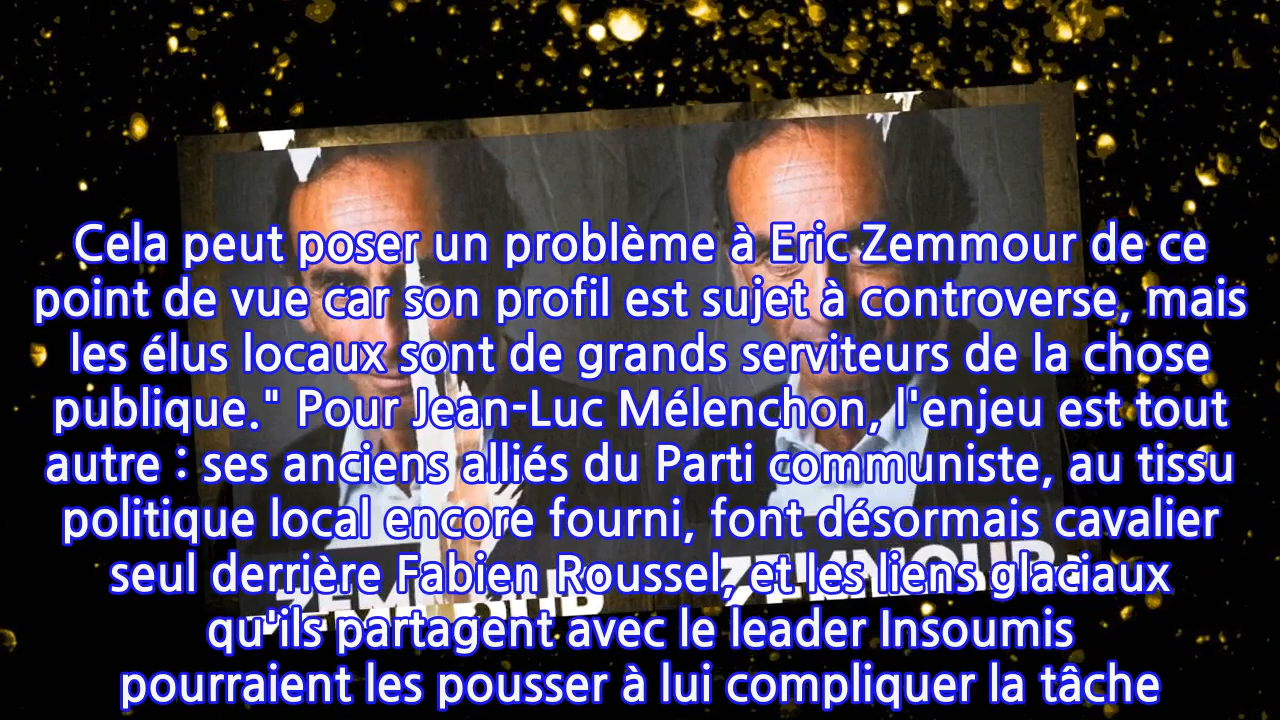 Cela peut poser un problème à Eric Zemmour de ce
point de vue car son profil est sujet à controverse, mais
les élus locaux sont de grands serviteurs de la chose
publique." Pour Jean-Luc Mélenchon, l'enjeu est tout
autre : ses anciens alliés du Parti communiste, au tissu
politique local encore fourni, font désormais cavalier
seul derrière Fabien Roussel, et les liens glaciaux
qu'ils partagent avec le leader Insoumis
pourraient les pousser à lui compliquer la tâche
ZEMMOUR